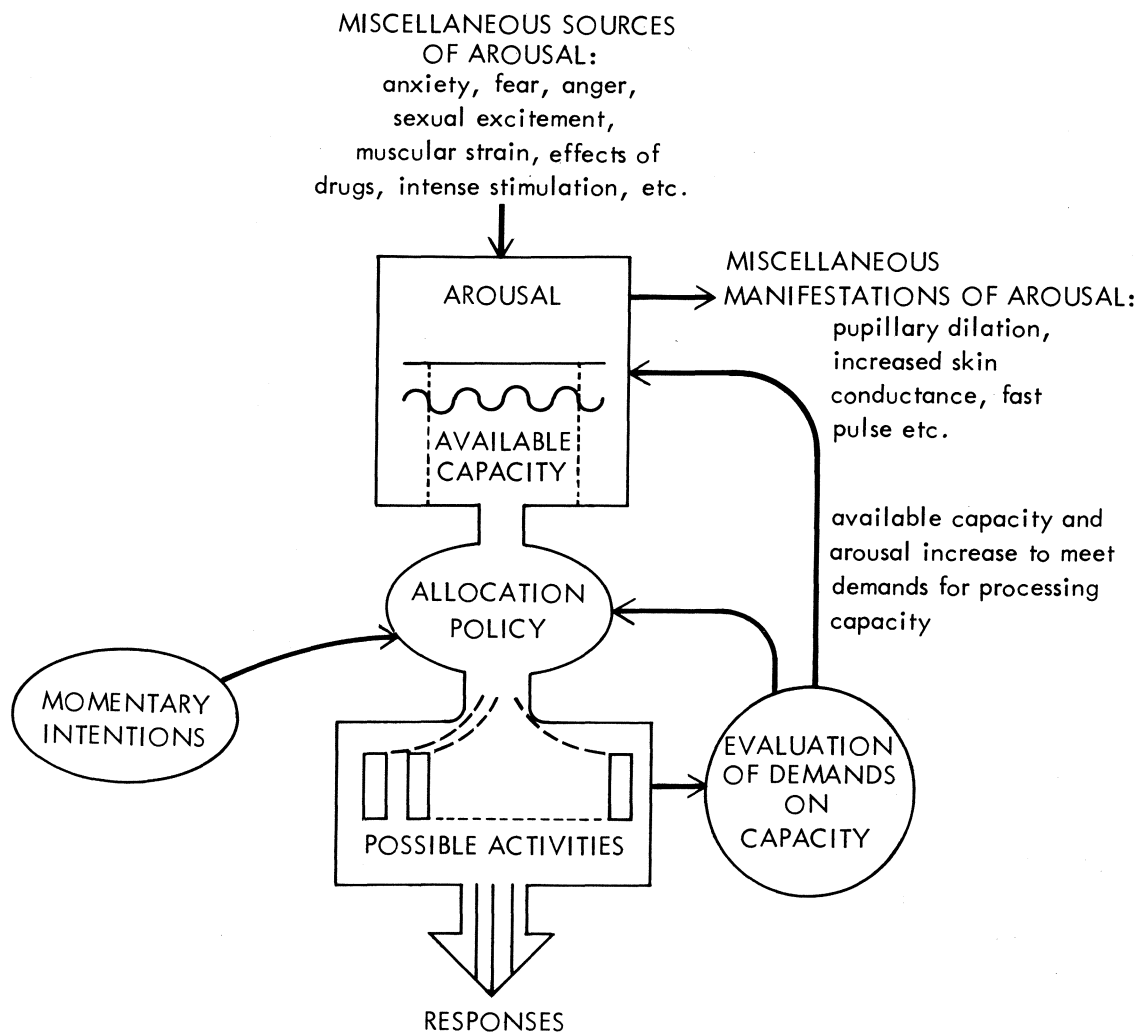 MISCELLANEOUS SOURCES
OF AROUSAL:
anxiety, fear, anger,
sexual excitement,
muscular strain, effects of
drugs, intense stimulation, etc.
AROUSAL
MISCELLANEOUS
MANIFESTATIONS OF AROUSAL:
pupillary dilation,
increased skin
conductance, fast
pulse etc.
AVAILABLE
CAPACITY
available capacity and
arousal increase to meet
demands for processing
capacity
ALLOCATION
POLICY
MOMENTARY
INTENTIONS
EVALUATION
OF DEMANDS
ON
CAPACITY
POSSIBLE ACTIVITIES
RESPONSES